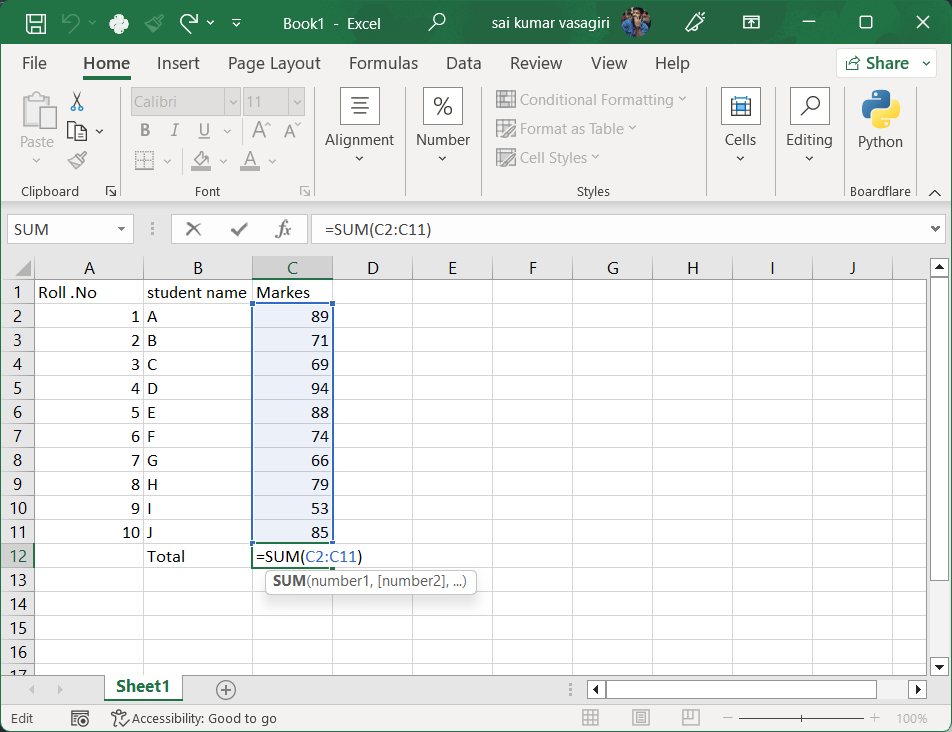 Book1 - Excel
sai kumar vasagiri
File Home Insert Page Layout Formulas Data Review View Help Share
Paste
Calibri 11
B I U A A
A
Alignment
%
Number
Conditional Formatting
Format as Table
Cell Styles
Cells
Editing
Python
Clipboard Font Styles Boardflare
SUM fx =SUM(C2:C11)
A B C D E F G H I J
1 Roll .No student name Markes
2 1 A 89
3 2 B 71
4 3 C 69
5 4 D 94
6 5 E 88
7 6 F 74
8 7 G 66
9 8 H 79
10 9 I 53
11 10 J 85
12 Total =SUM(C2:C11)
13 SUM(number1, [number2], ...)
14
15
16
17
Sheet1
Edit Accessibility: Good to go 100%